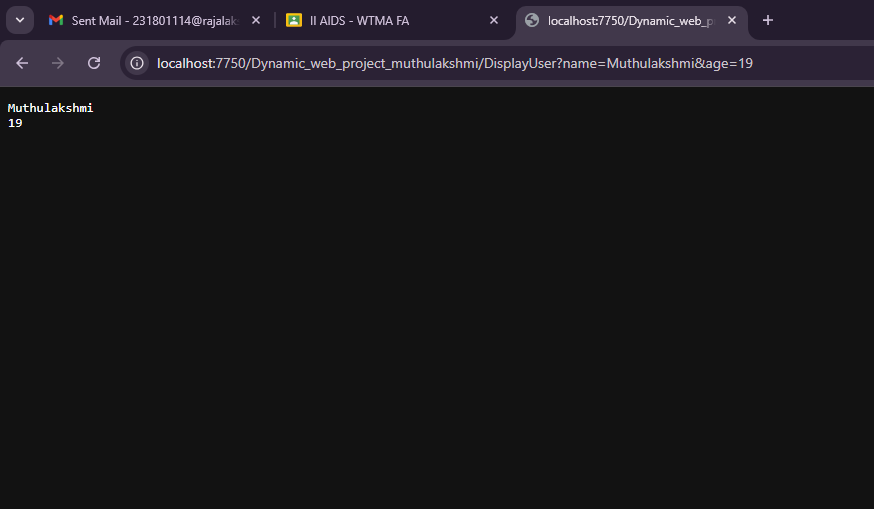 Sent Mail - 231801114@rajalak
II AIDS - WTMA FA
localhost:7750/Dynamic_web_p
localhost:7750/Dynamic_web_project_muthulakshmi/DisplayUser?name=Muthulakshmi&age=19
Muthulakshmi
19